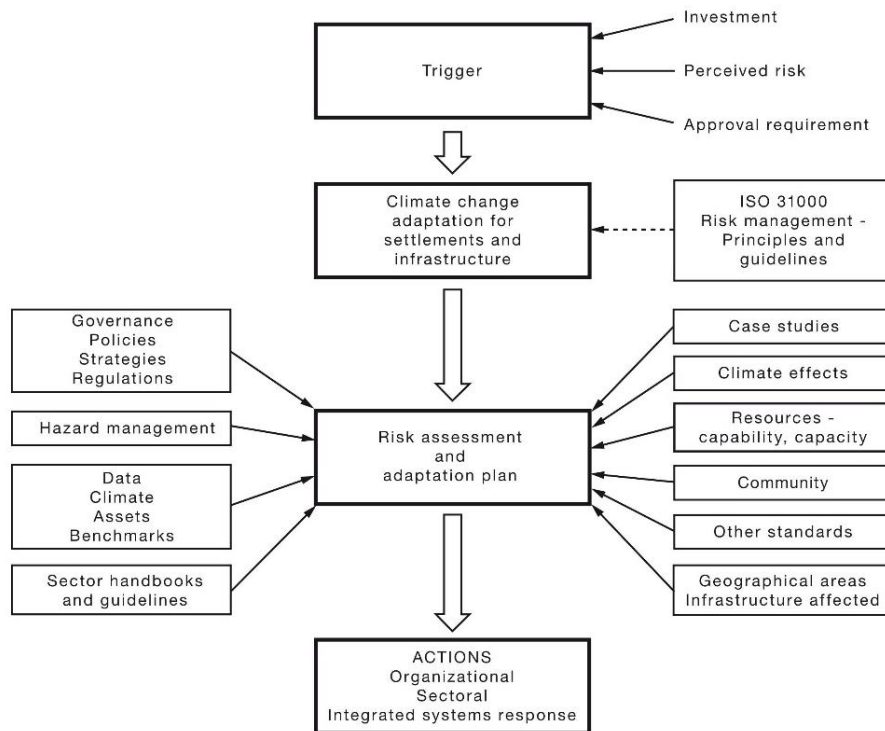 Investment
Trigger
Perceived risk
Approval requirement
Climate change
adaptation for
settlements and
infrastructure
ISO 31000
Risk management -
Principles and
guidelines
Governance
Policies
Strategies
Regulations
Hazard management
Data
Climate
Assets
Benchmarks
Sector handbooks
and guidelines
Risk assessment
and
adaptation plan
Case studies
Climate effects
Resources -
capability, capacity
Community
Other standards
Geographical areas
Infrastructure affected
ACTIONS
Organizational
Sectoral
Integrated systems response